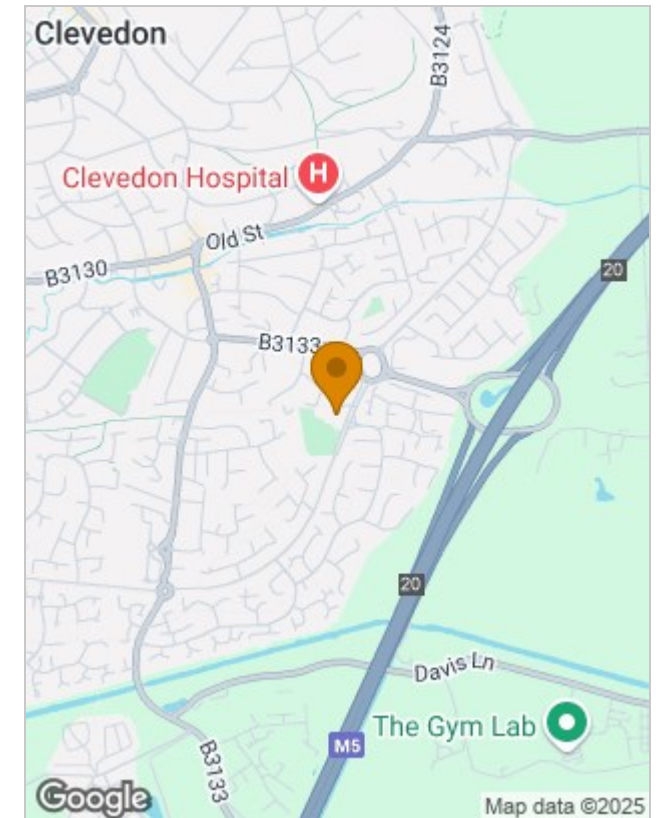 Clevedon
B3124
Clevedon Hospital
H
Old St
B3130
20
B3133
20
Davis Ln
The Gym Lab
M5
B3133
Google
Map data ©2025